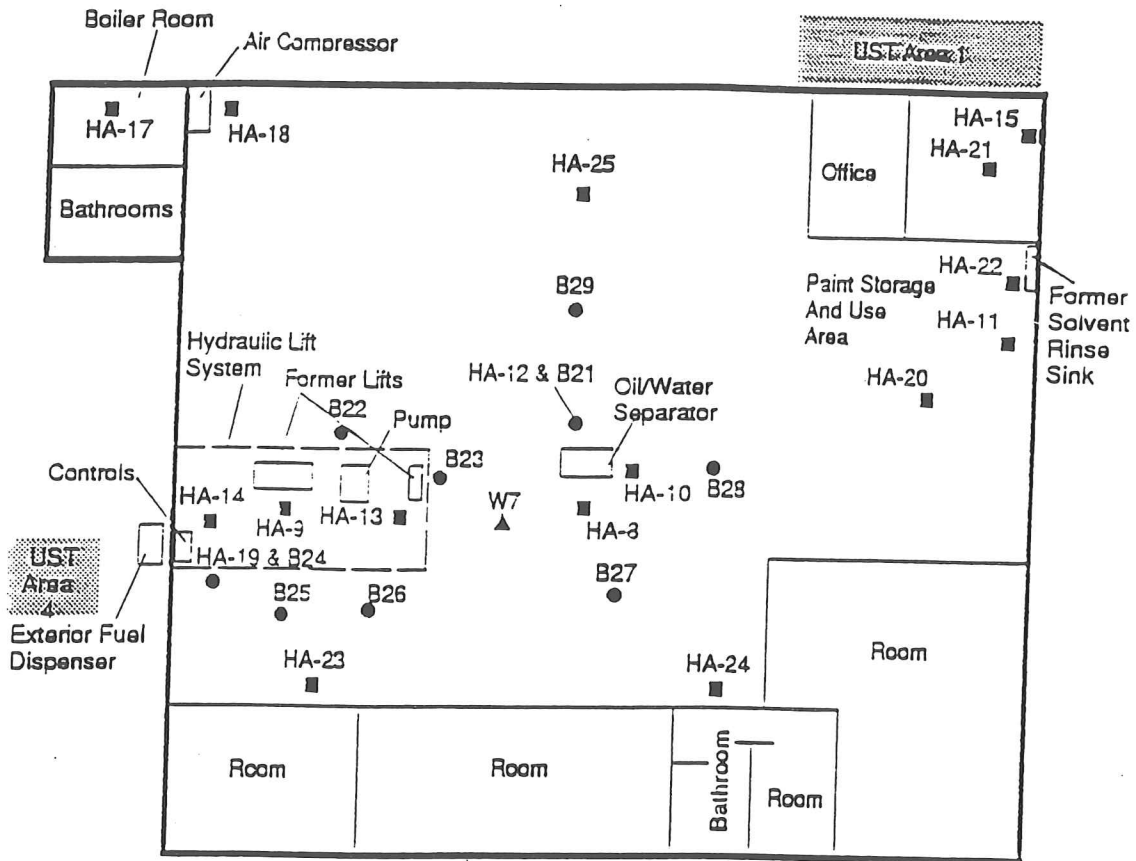 Boiler Room
Air Compressor
UST Area 1
HA-17
HA-18
HA-15
HA-21
HA-25
Office
Bathrooms
HA-22
Former
Solvent
Rinse
Sink
B29
Paint Storage
And Use
Area
HA-11
Hydraulic Lift
System
Former Lifts
HA-12 & B21
Oil/Water
Separator
HA-20
B22
Pump
B23
Controls
HA-14
HA-9
HA-13
W7
HA-10
B28
HA-8
HA-19 & B24
UST
Area
4
B25
B26
B27
Exterior Fuel
Dispenser
HA-23
HA-24
Room
Room
Room
Bathroom
Room